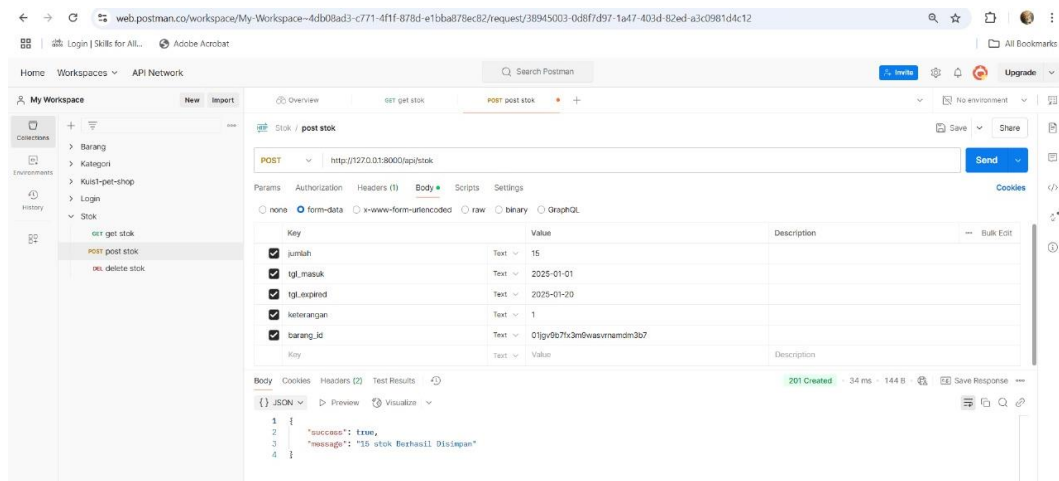 web.postman.co/workspace/My-Workspace~4db08ad3-c771-4f1f-878d-e1bba878ec82/request/38945003-0d8f7d97-1a47-403d-82ed-a3c0981d4c12
Login | Skills for All... Adobe Acrobat All Bookmarks
Home Workspaces API Network Search Postman Invite Upgrade
My Workspace New Import Overview GET get stok POST post stok No environment
Collections
Environments
History
Barang
Kategori
Kuis1-pet-shop
Login
Stok
GET get stok
POST post stok
DEL delete stok
HTTP Stok / post stok Save Share
POST http://127.0.0.1:8000/api/stok Send
Params Authorization Headers (1) Body Scripts Settings Cookies
none form-data x-www-form-urlencoded raw binary GraphQL
Key Value Description Bulk Edit
jumlah Text 15
tgl_masuk Text 2025-01-01
tgl_expired Text 2025-01-20
keterangan Text 1
barang_id Text 01jgv9b7fx3m9wasvrnamdm3b7
Key Text Value Description
Body Cookies Headers (2) Test Results 201 Created 34 ms 144 B Save Response
{} JSON Preview Visualize
1 {
2 "success": true,
3 "message": "15 stok Berhasil Disimpan"
4 }